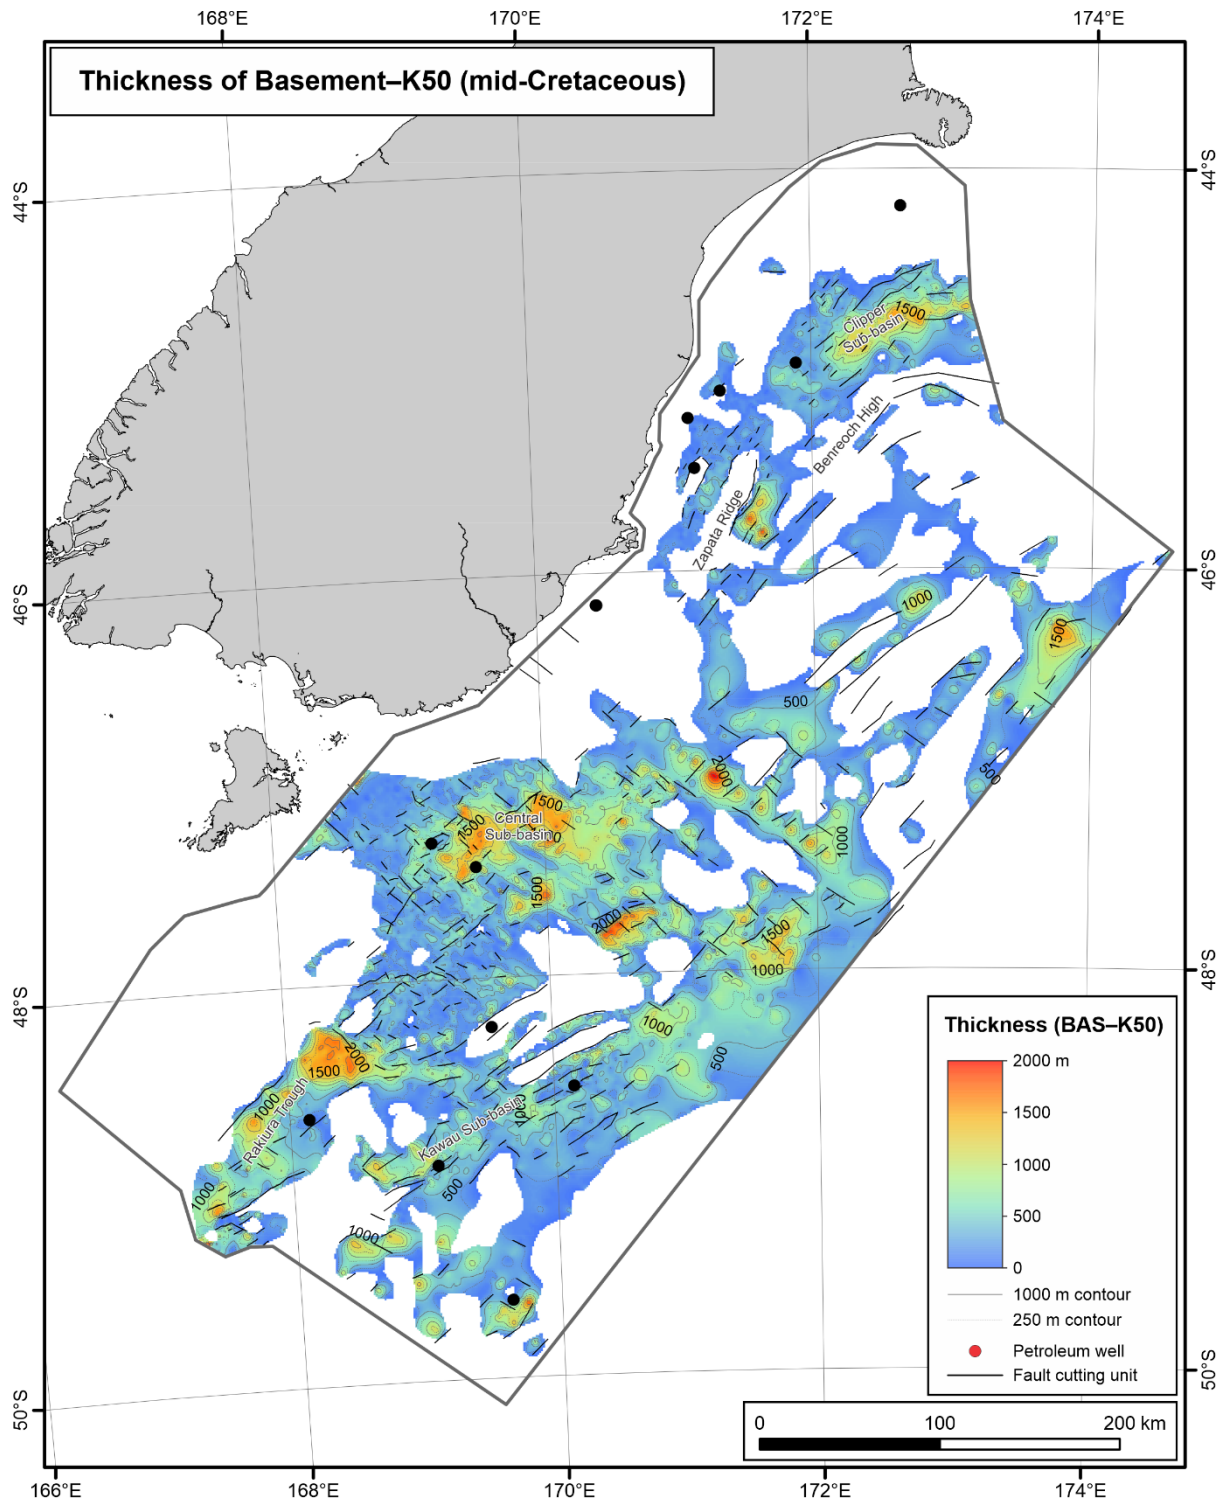 168°E
170°E
172°E
174°E
Thickness of Basement–K50 (mid-Cretaceous)
44°S
44°S
1500
Clipper
Sub-basin
Benreoch High
Zapata Ridge
46°S
46°S
1000
1500
500
500
2000
1500
1500
Central
Sub-basin
1000
1500
2000
1500
1000
48°S
48°S
1000
500
2000
1500
1000
Rakiura Trough
1000
Kawau Sub-basin
500
1000
1000
Thickness (BAS–K50)
2000 m
1500
1000
500
0
1000 m contour
250 m contour
Petroleum well
Fault cutting unit
50°S
50°S
0
100
200 km
166°E
168°E
170°E
172°E
174°E